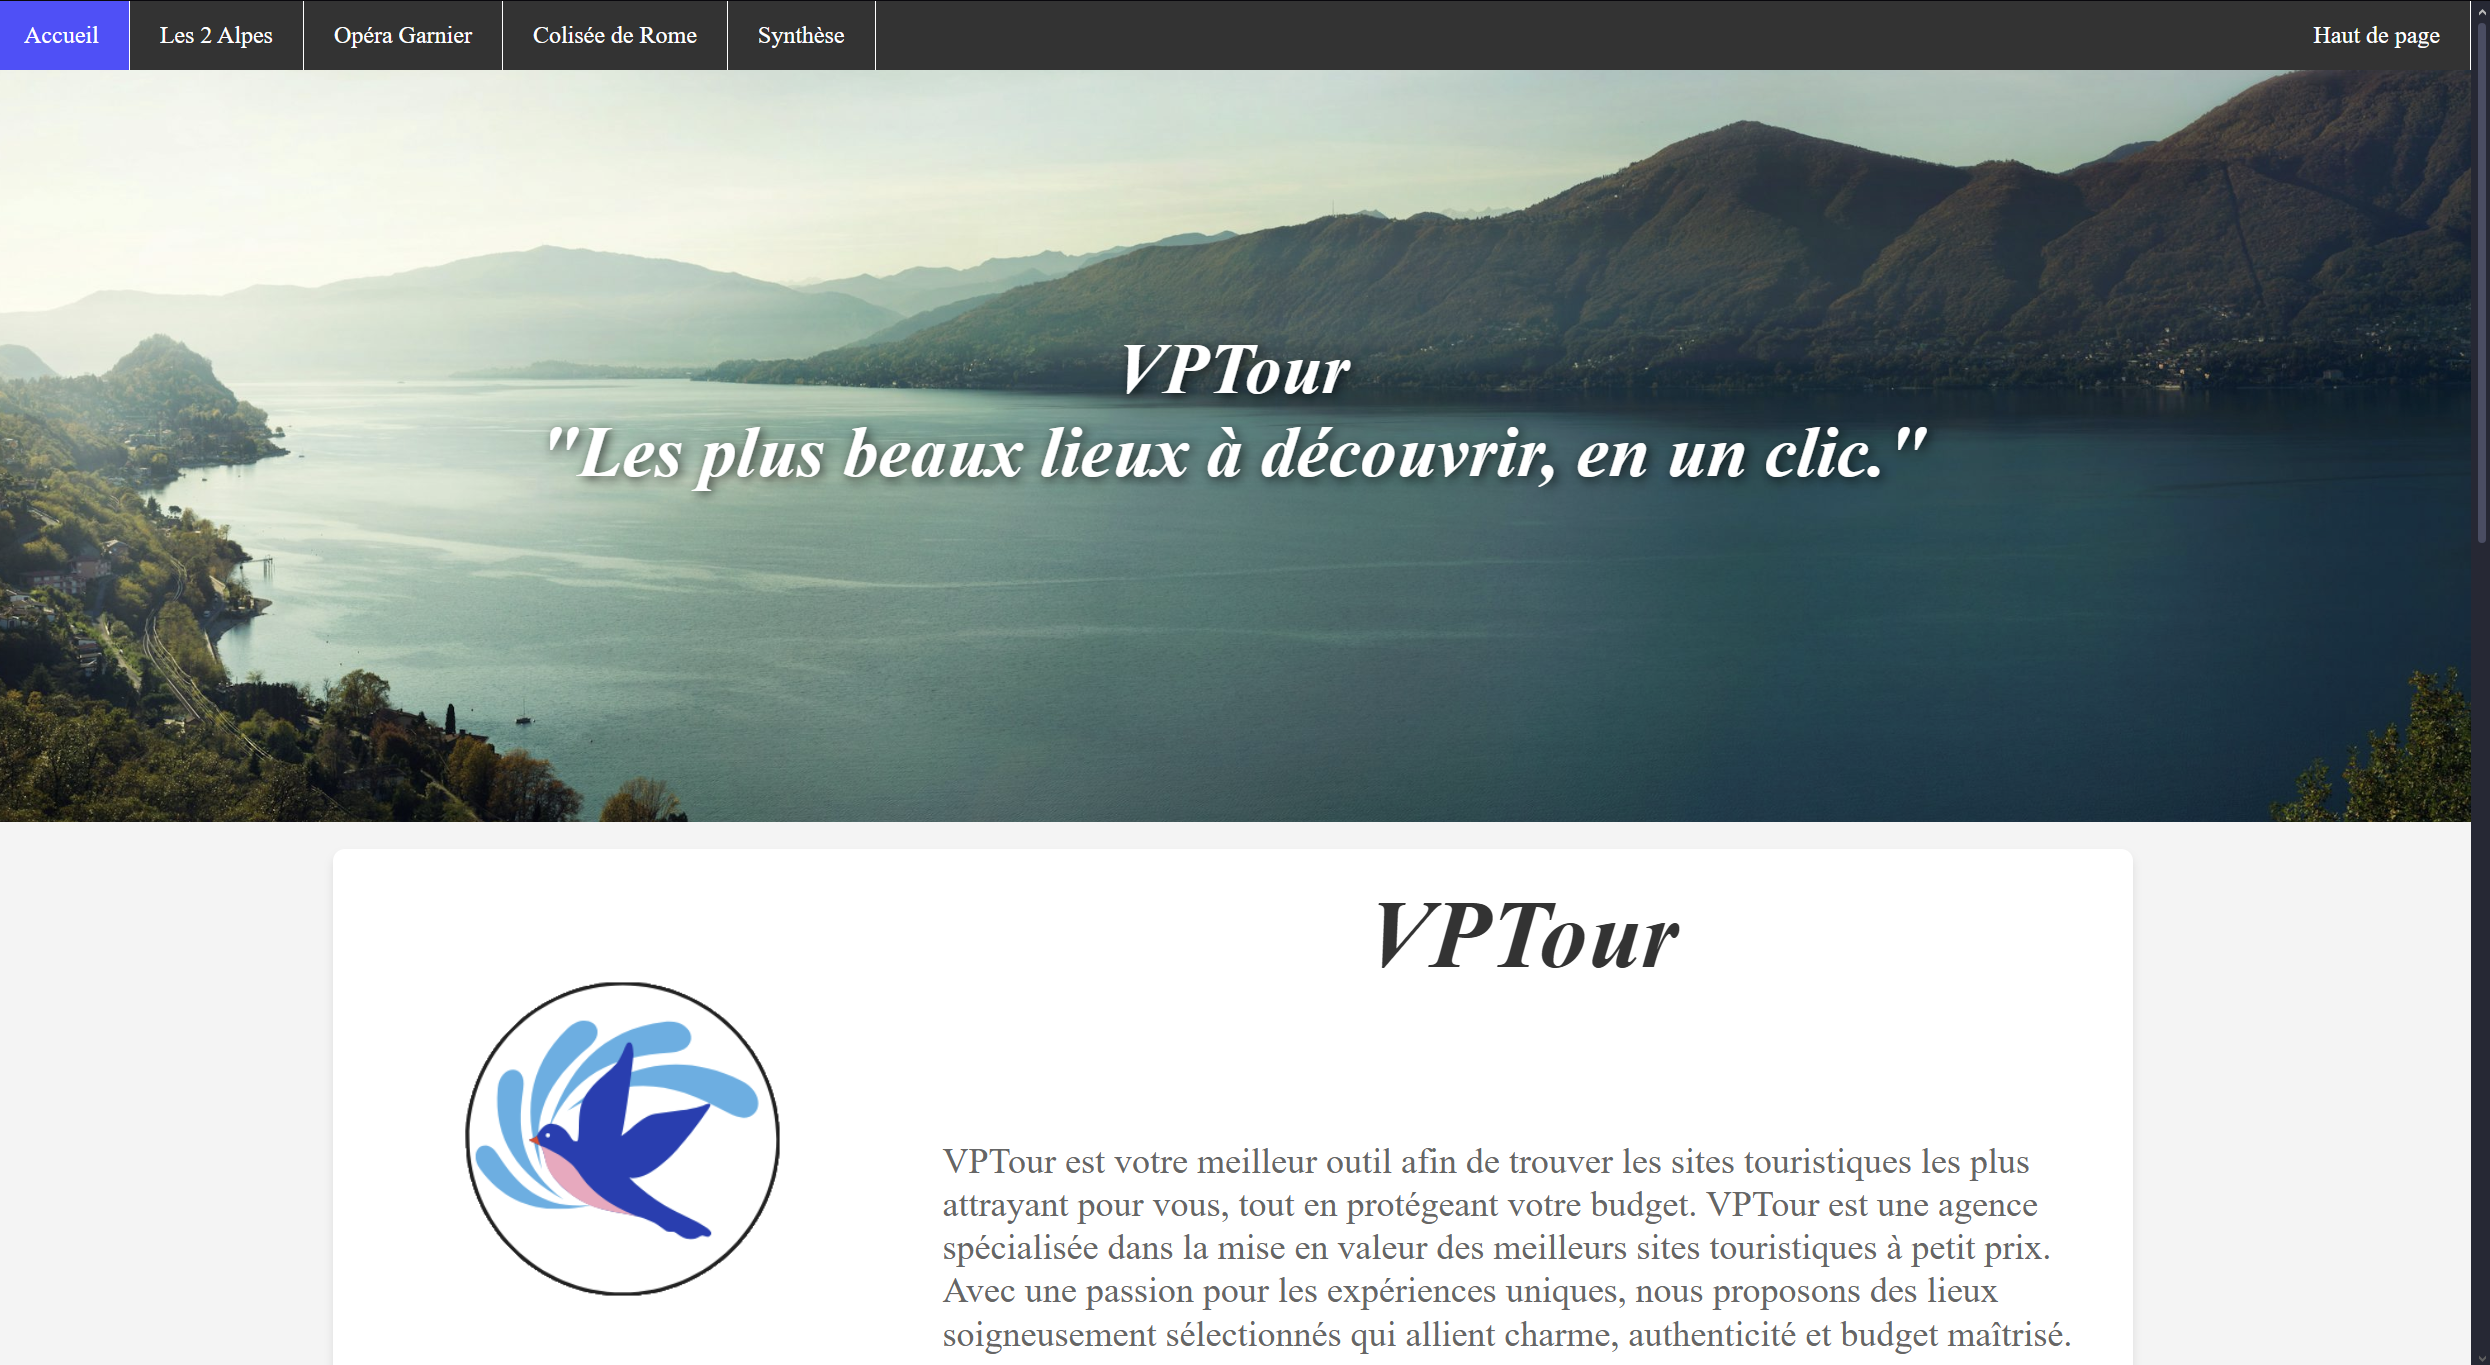 Accueil
Les 2 Alpes
Opéra Garnier
Colisée de Rome
Synthèse
Haut de page
VPTour
"Les plus beaux lieux à découvrir, en un clic."
VPTour
VPTour est votre meilleur outil afin de trouver les sites touristiques les plus
attrayant pour vous, tout en protégeant votre budget. VPTour est une agence
spécialisée dans la mise en valeur des meilleurs sites touristiques à petit prix.
Avec une passion pour les expériences uniques, nous proposons des lieux
soigneusement sélectionnés qui allient charme, authenticité et budget maîtrisé.